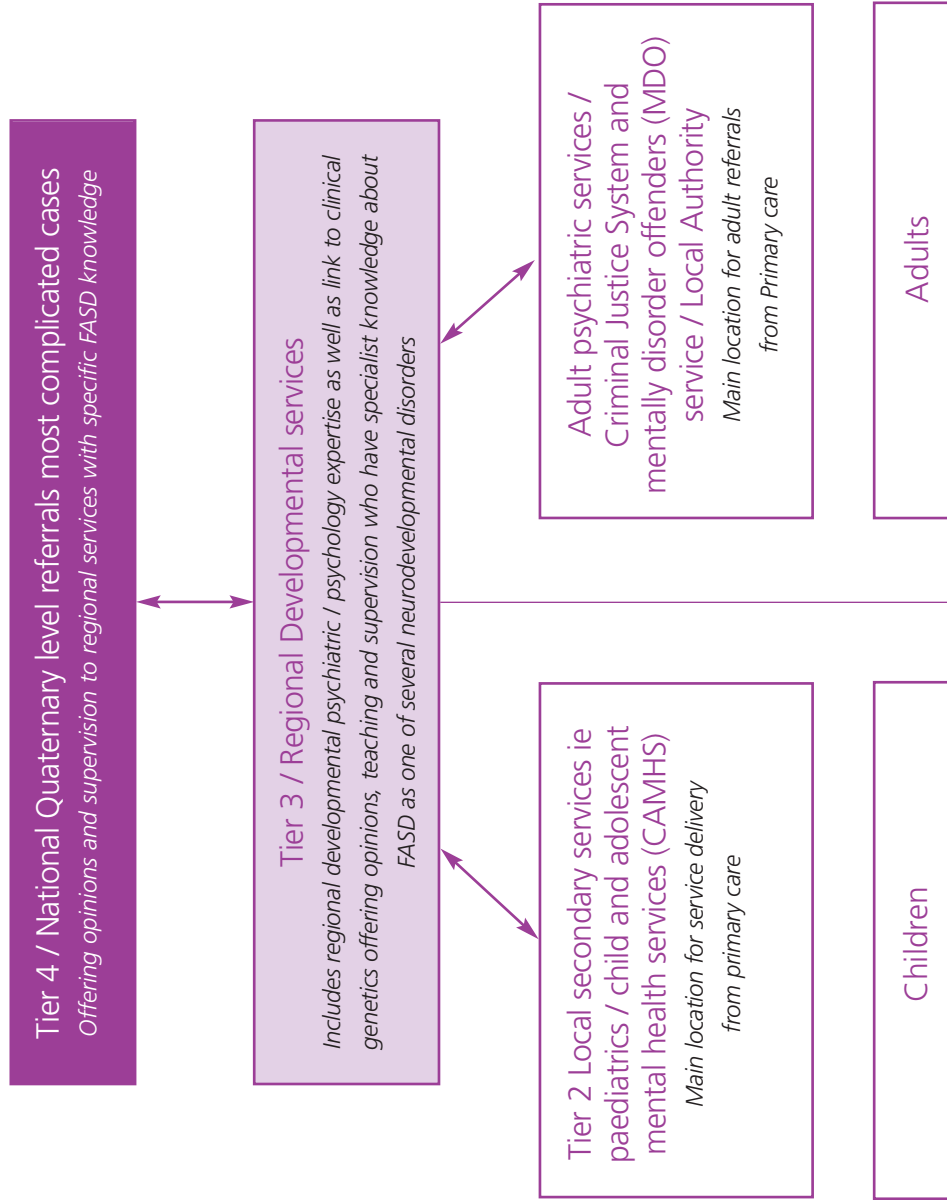 Tier 4 / National Quaternary level referrals most complicated cases
Offering opinions and supervision to regional services with specific FASD knowledge
Tier 3 / Regional Developmental services
Includes regional developmental psychiatric / psychology expertise as well as link to clinical
genetics offering opinions, teaching and supervision who have specialist knowledge about
FASD as one of several neurodevelopmental disorders
Tier 2 Local secondary services ie
paediatrics / child and adolescent
mental health services (CAMHS)
Main location for service delivery
from primary care
Adult psychiatric services /
Criminal Justice System and
mentally disorder offenders (MDO)
service / Local Authority
Main location for adult referrals
from Primary care
Children
Adults